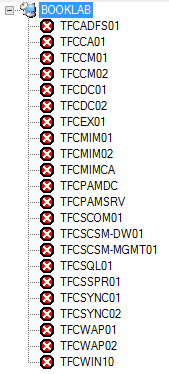 BOOKLAB
TFCADFS01
TFCCA01
TFCCM01
TFCCM02
TFCDC01
TFCDC02
TFCEX01
TFCMIM01
TFCMIM02
TFCMIMCA
TFCPAMDC
TFCPAMSRV
TFCSCOM01
TFCSCSM-DW01
TFCSCSM-MGMT01
TFCSQL01
TFCSSPR01
TFCSYNC01
TFCSYNC02
TFCWAP01
TFCWAP02
TFCWIN10